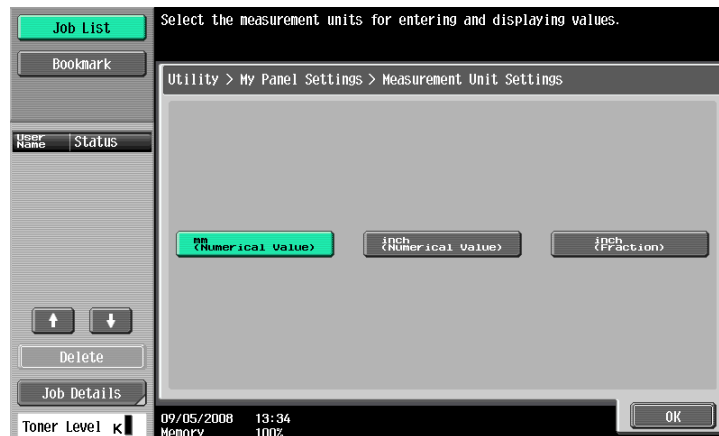 Job List
Select the measurement units for entering and displaying values.
Bookmark
Utility > My Panel Settings > Measurement Unit Settings
User Name
Status
mm (Numerical Value)
inch (Numerical Value)
inch (Fraction)
Delete
Job Details
Toner Level K
09/05/2008 13:34
Memory 100%
OK